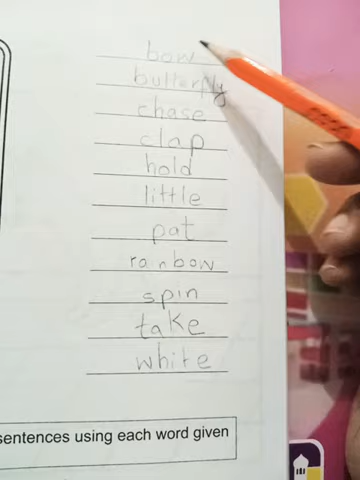 bow
butterfly
chase
clap
hold
little
pat
rainbow
spin
take
white
sentences using each word given